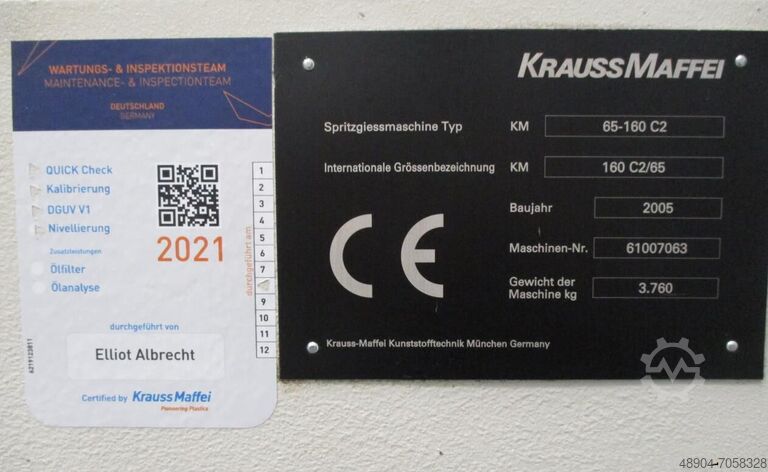 WARTUNGS- & INSPEKTIONSTEAM
MAINTENANCE- & INSPECTIONTEAM
DEUTSCHLAND
GERMANY
QUICK Check
Kalibrierung
DGUV V1
Nivellierung
Zusatzleistungen
Ölfilter
Ölanalyse
2021
durchgeführt am
1
2
3
4
5
6
7
9
10
11
12
durchgeführt von
Elliot Albrecht
Certified by KraussMaffei
Pioneering Plastics
6219123811
KRAUSSMAFFEI
Spritzgiessmaschine Typ KM 65-160 C2
Internationale Grössenbezeichnung KM 160 C2/65
Baujahr 2005
Maschinen-Nr. 61007063
Gewicht der
Maschine kg 3.760
CE
Krauss-Maffei Kunststofftechnik München Germany
48904-7058328